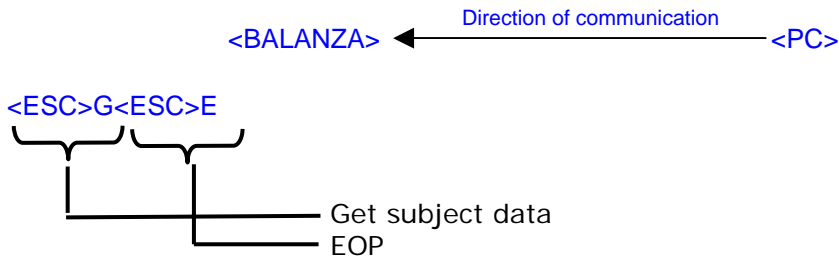 Direction of communication
<BALANZA> <PC>
<ESC>G<ESC>E
Get subject data
EOP